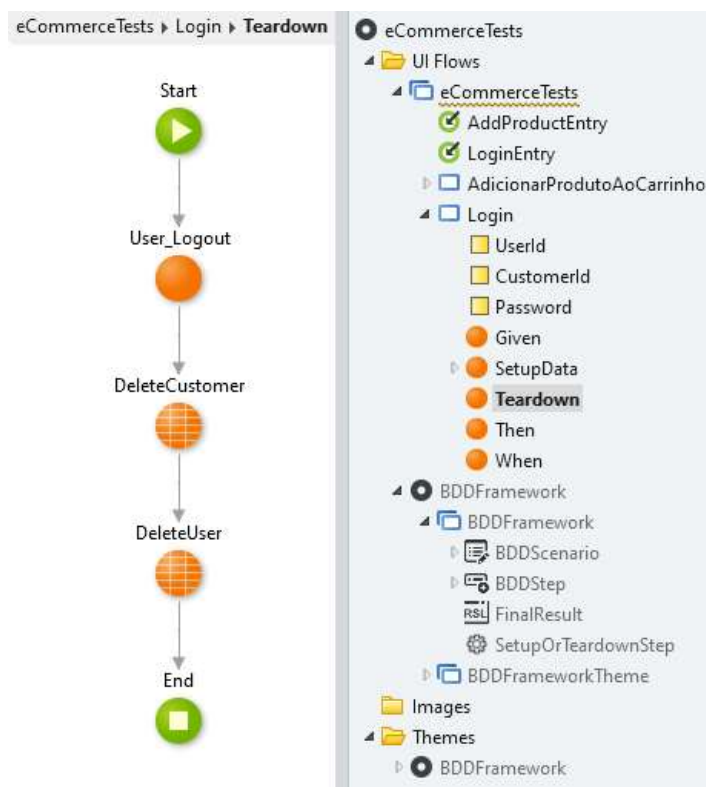 eCommerceTests ▸ Login ▸ Teardown
Start
User_Logout
DeleteCustomer
DeleteUser
End
eCommerceTests
UI Flows
eCommerceTests
AddProductEntry
LoginEntry
AdicionarProdutoAoCarrinho
Login
UserId
CustomerId
Password
Given
SetupData
Teardown
Then
When
BDDFramework
BDDFramework
BDDScenario
BDDStep
RSL FinalResult
SetupOrTeardownStep
BDDFrameworkTheme
Images
Themes
BDDFramework